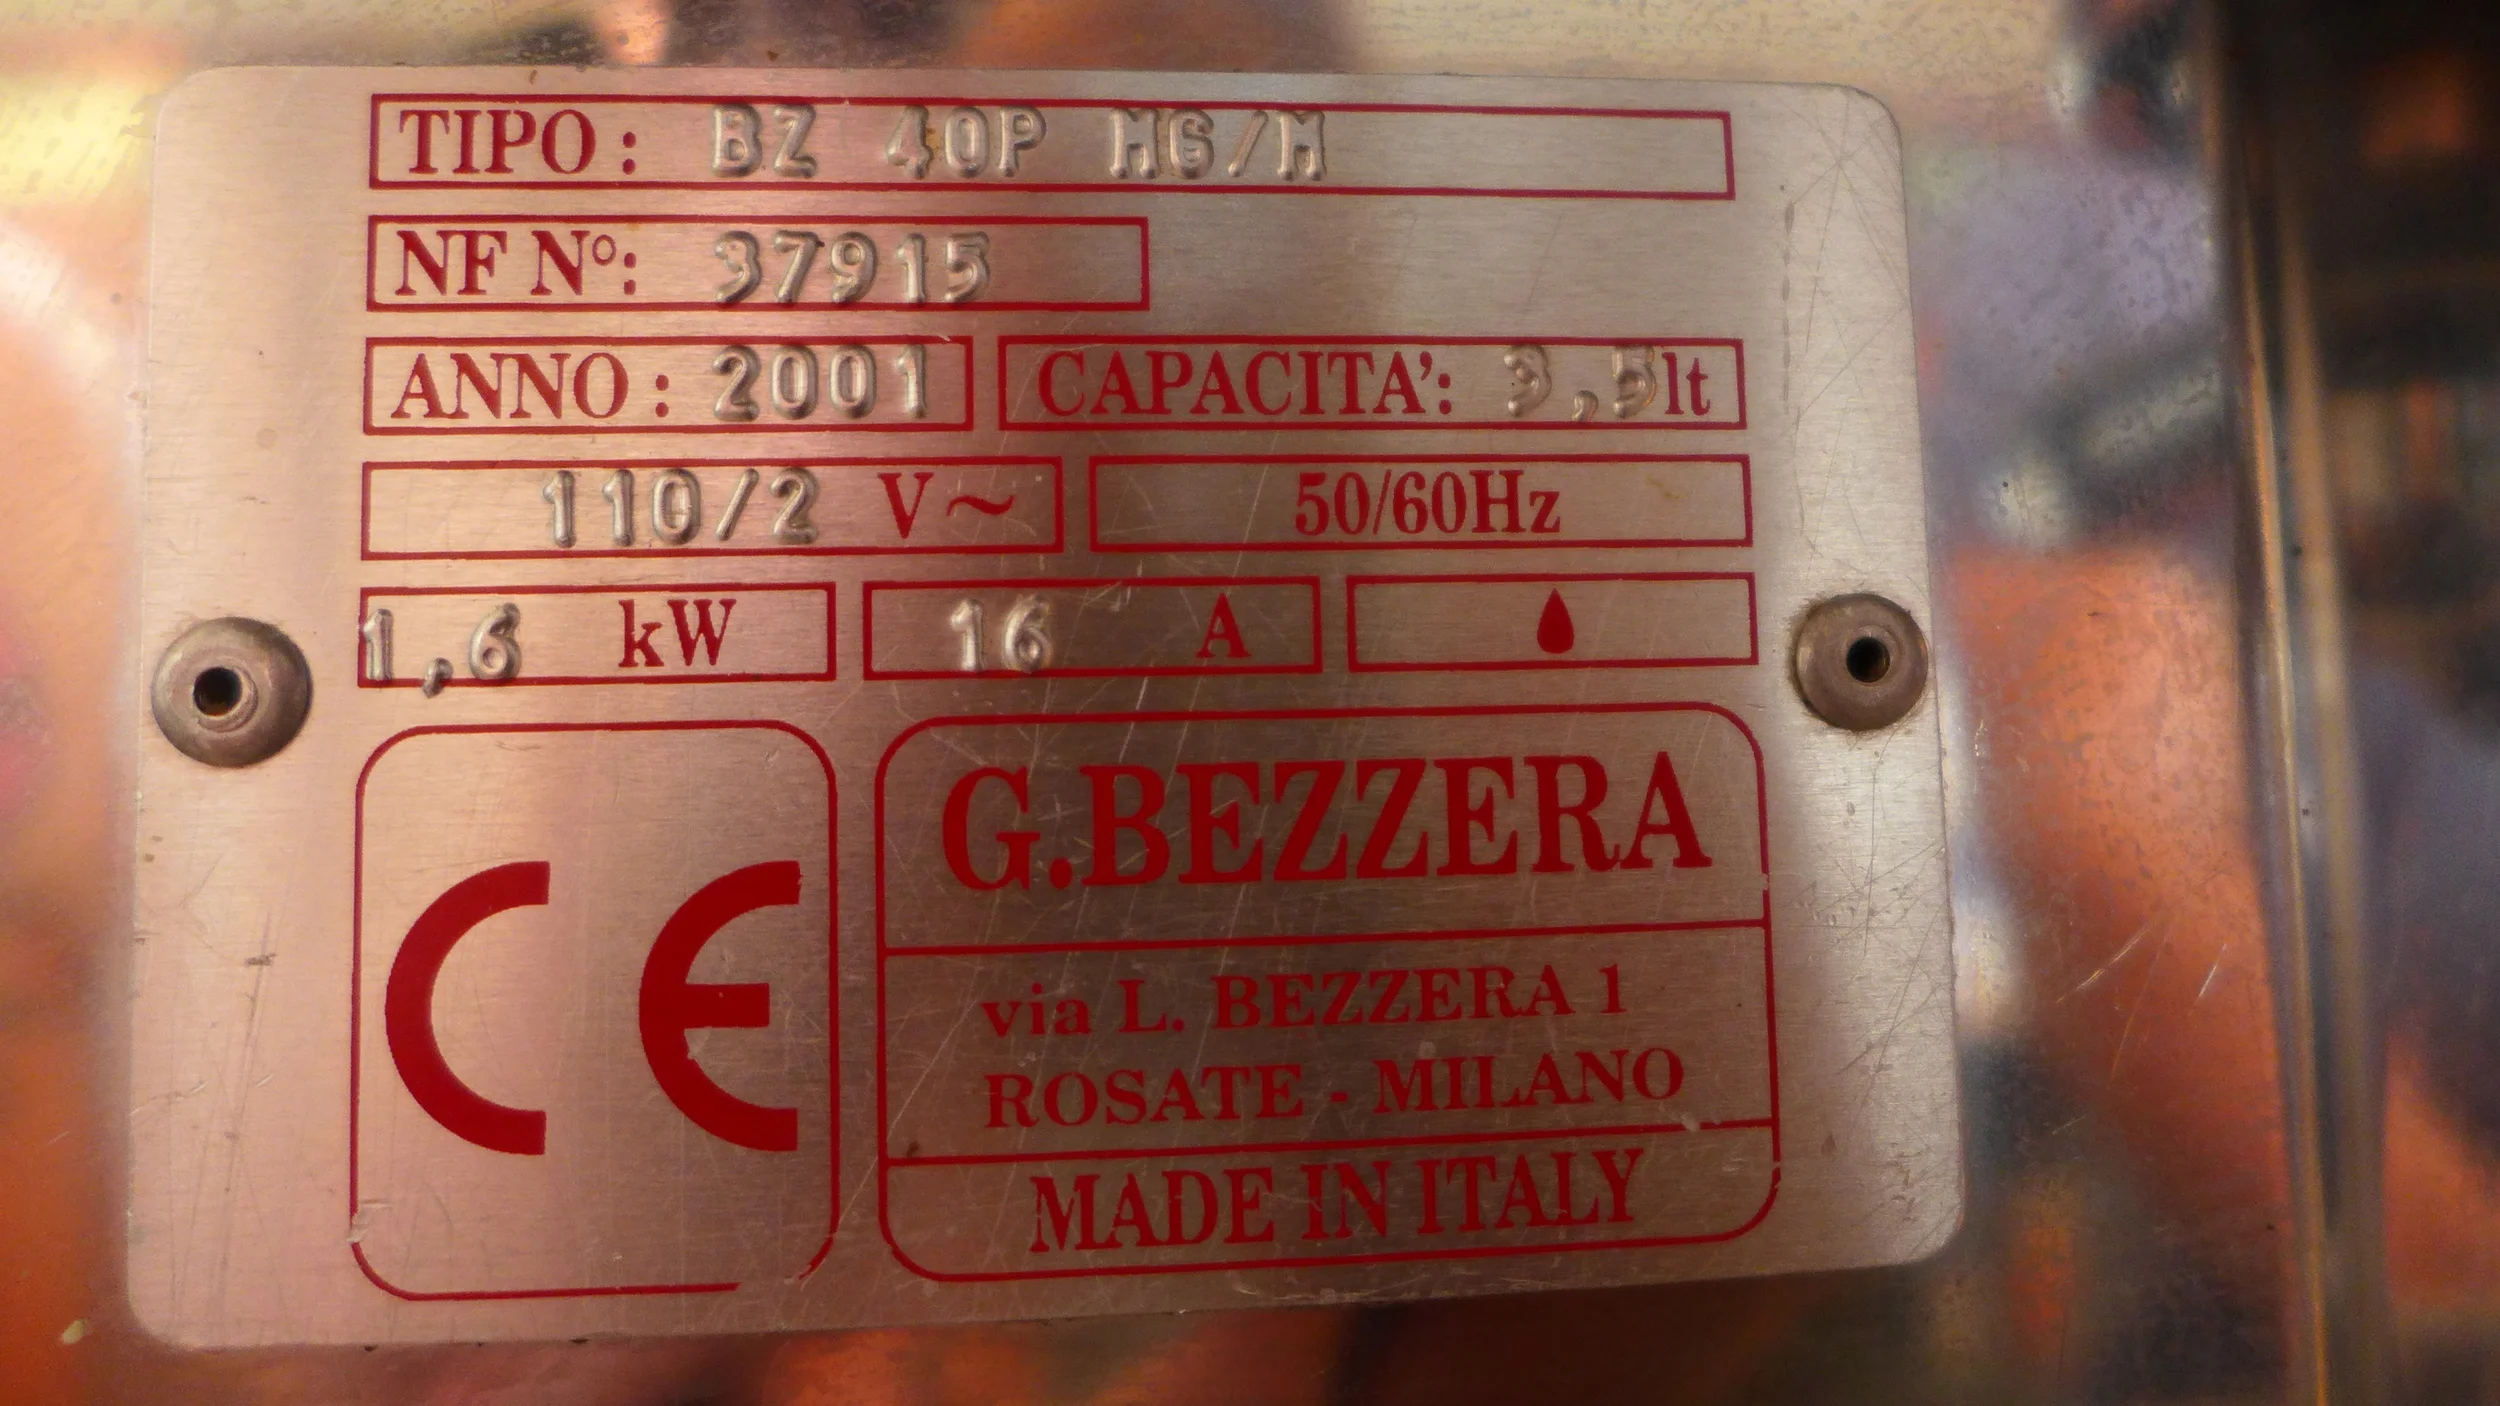 TIPO: BZ 40P MG/M
NF Nº: 37915
ANNO: 2001 CAPACITA': 3,5lt
110/2 V~ 50/60Hz
1,6 kW 16 A
CE
G.BEZZERA
via L. BEZZERA 1
ROSATE - MILANO
MADE IN ITALY